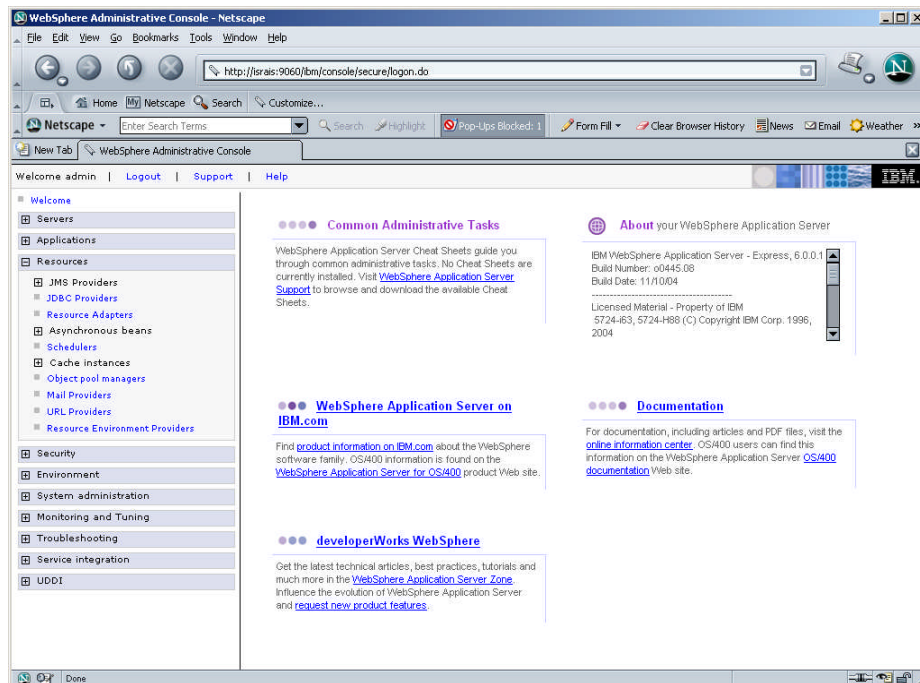 WebSphere Administrative Console - Netscape
File Edit View Go Bookmarks Tools Window Help
http://israis:9060/ibm/console/secure/logon.do
Home My Netscape Search Customize...
Netscape Enter Search Terms Search Highlight Pop-Ups Blocked: 1 Form Fill Clear Browser History News Email Weather »
New Tab WebSphere Administrative Console
Welcome admin | Logout | Support | Help
IBM.
Welcome
Servers
Applications
Resources
JMS Providers
JDBC Providers
Resource Adapters
Asynchronous beans
Schedulers
Cache instances
Object pool managers
Mail Providers
URL Providers
Resource Environment Providers
Security
Environment
System administration
Monitoring and Tuning
Troubleshooting
Service integration
UDDI
Common Administrative Tasks
WebSphere Application Server Cheat Sheets guide you
through common administrative tasks. No Cheat Sheets are
currently installed. Visit WebSphere Application Server
Support to browse and download the available Cheat
Sheets.
About your WebSphere Application Server
IBM WebSphere Application Server - Express, 6.0.0.1
Build Number: o0445.08
Build Date: 11/10/04
----------------------------------------
Licensed Material - Property of IBM
5724-i63, 5724-H88 (C) Copyright IBM Corp. 1996,
2004
WebSphere Application Server on
IBM.com
Find product information on IBM.com about the WebSphere
software family. OS/400 information is found on the
WebSphere Application Server for OS/400 product Web site.
Documentation
For documentation, including articles and PDF files, visit the
online information center. OS/400 users can find this
information on the WebSphere Application Server OS/400
documentation Web site.
developerWorks WebSphere
Get the latest technical articles, best practices, tutorials and
much more in the WebSphere Application Server Zone.
Influence the evolution of WebSphere Application Server
and request new product features.
Done